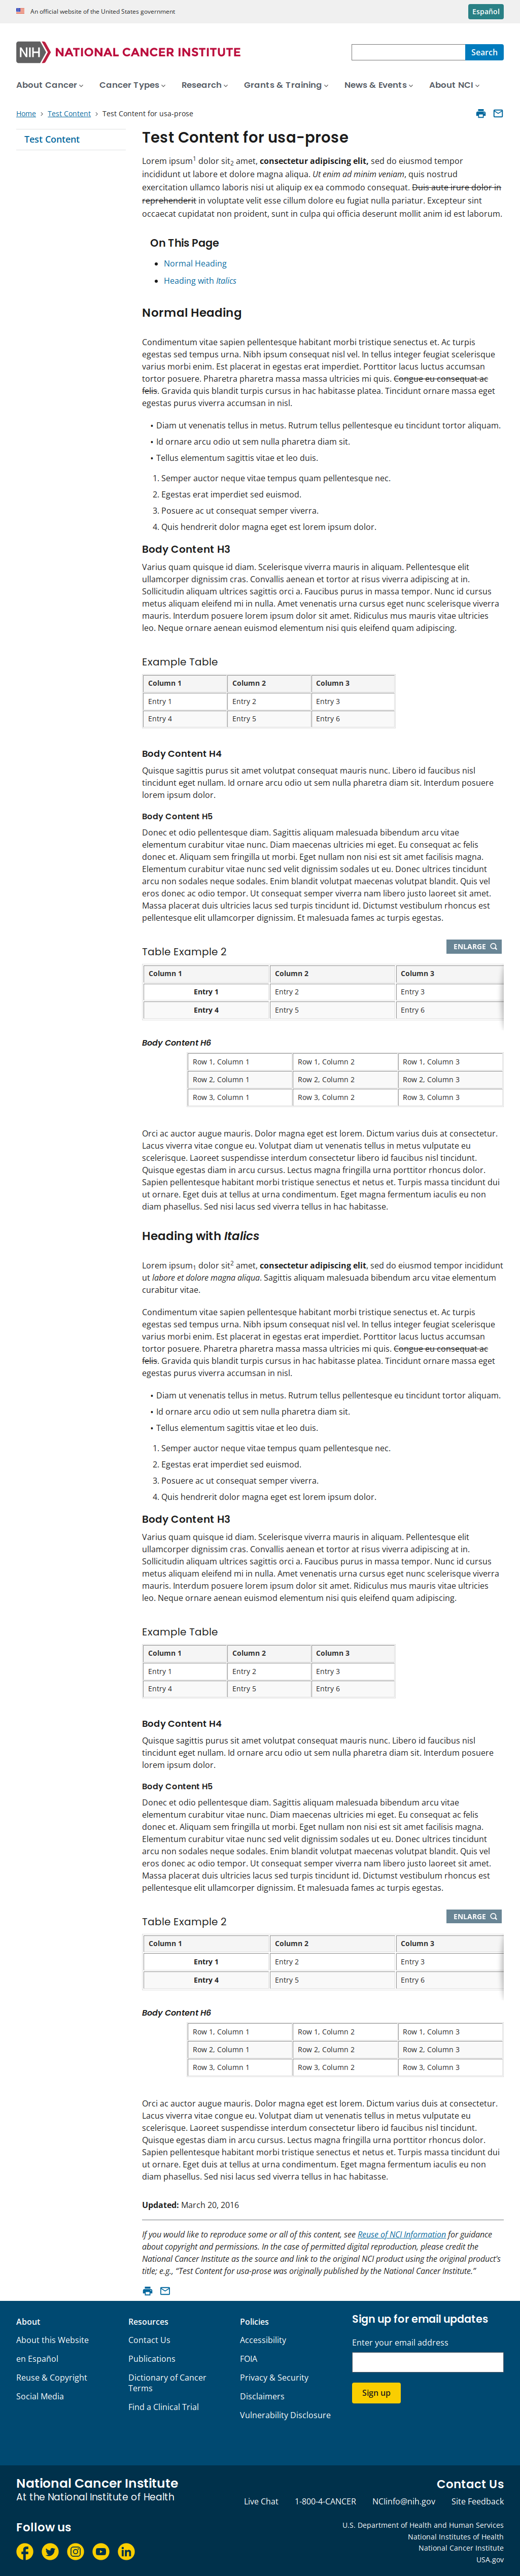 An official website of the United States government
Español
NIH NATIONAL CANCER INSTITUTE
Search
About Cancer
Cancer Types
Research
Grants & Training
News & Events
About NCI
Home
Test Content
Test Content for usa-prose
Test Content
Test Content for usa-prose
Lorem ipsum1 dolor sit2 amet, consectetur adipiscing elit, sed do eiusmod tempor
incididunt ut labore et dolore magna aliqua. Ut enim ad minim veniam, quis nostrud
exercitation ullamco laboris nisi ut aliquip ex ea commodo consequat. Duis aute irure dolor in
reprehenderit in voluptate velit esse cillum dolore eu fugiat nulla pariatur. Excepteur sint
occaecat cupidatat non proident, sunt in culpa qui officia deserunt mollit anim id est laborum.
On This Page
• Normal Heading
• Heading with Italics
Normal Heading
Condimentum vitae sapien pellentesque habitant morbi tristique senectus et. Ac turpis
egestas sed tempus urna. Nibh ipsum consequat nisl vel. In tellus integer feugiat scelerisque
varius morbi enim. Est placerat in egestas erat imperdiet. Porttitor lacus luctus accumsan
tortor posuere. Pharetra pharetra massa massa ultricies mi quis. Congue eu consequat ac
felis. Gravida quis blandit turpis cursus in hac habitasse platea. Tincidunt ornare massa eget
egestas purus viverra accumsan in nisl.
• Diam ut venenatis tellus in metus. Rutrum tellus pellentesque eu tincidunt tortor aliquam.
• Id ornare arcu odio ut sem nulla pharetra diam sit.
• Tellus elementum sagittis vitae et leo duis.
1. Semper auctor neque vitae tempus quam pellentesque nec.
2. Egestas erat imperdiet sed euismod.
3. Posuere ac ut consequat semper viverra.
4. Quis hendrerit dolor magna eget est lorem ipsum dolor.
Body Content H3
Varius quam quisque id diam. Scelerisque viverra mauris in aliquam. Pellentesque elit
ullamcorper dignissim cras. Convallis aenean et tortor at risus viverra adipiscing at in.
Sollicitudin aliquam ultrices sagittis orci a. Faucibus purus in massa tempor. Nunc id cursus
metus aliquam eleifend mi in nulla. Amet venenatis urna cursus eget nunc scelerisque viverra
mauris. Interdum posuere lorem ipsum dolor sit amet. Ridiculus mus mauris vitae ultricies
leo. Neque ornare aenean euismod elementum nisi quis eleifend quam adipiscing.
Example Table
Column 1 Column 2 Column 3
Entry 1 Entry 2 Entry 3
Entry 4 Entry 5 Entry 6
Body Content H4
Quisque sagittis purus sit amet volutpat consequat mauris nunc. Libero id faucibus nisl
tincidunt eget nullam. Id ornare arcu odio ut sem nulla pharetra diam sit. Interdum posuere
lorem ipsum dolor.
Body Content H5
Donec et odio pellentesque diam. Sagittis aliquam malesuada bibendum arcu vitae
elementum curabitur vitae nunc. Diam maecenas ultricies mi eget. Eu consequat ac felis
donec et. Aliquam sem fringilla ut morbi. Eget nullam non nisi est sit amet facilisis magna.
Elementum curabitur vitae nunc sed velit dignissim sodales ut eu. Donec ultrices tincidunt
arcu non sodales neque sodales. Enim blandit volutpat maecenas volutpat blandit. Quis vel
eros donec ac odio tempor. Ut consequat semper viverra nam libero justo laoreet sit amet.
Massa placerat duis ultricies lacus sed turpis tincidunt id. Dictumst vestibulum rhoncus est
pellentesque elit ullamcorper dignissim. Et malesuada fames ac turpis egestas.
ENLARGE
Table Example 2
Column 1 Column 2 Column 3
Entry 1 Entry 2 Entry 3
Entry 4 Entry 5 Entry 6
Body Content H6
Row 1, Column 1 Row 1, Column 2 Row 1, Column 3
Row 2, Column 1 Row 2, Column 2 Row 2, Column 3
Row 3, Column 1 Row 3, Column 2 Row 3, Column 3
Orci ac auctor augue mauris. Dolor magna eget est lorem. Dictum varius duis at consectetur.
Lacus viverra vitae congue eu. Volutpat diam ut venenatis tellus in metus vulputate eu
scelerisque. Laoreet suspendisse interdum consectetur libero id faucibus nisl tincidunt.
Quisque egestas diam in arcu cursus. Lectus magna fringilla urna porttitor rhoncus dolor.
Sapien pellentesque habitant morbi tristique senectus et netus et. Turpis massa tincidunt dui
ut ornare. Eget duis at tellus at urna condimentum. Eget magna fermentum iaculis eu non
diam phasellus. Sed nisi lacus sed viverra tellus in hac habitasse.
Heading with Italics
Lorem ipsum1 dolor sit2 amet, consectetur adipiscing elit, sed do eiusmod tempor incididunt
ut labore et dolore magna aliqua. Sagittis aliquam malesuada bibendum arcu vitae elementum
curabitur vitae.
Condimentum vitae sapien pellentesque habitant morbi tristique senectus et. Ac turpis
egestas sed tempus urna. Nibh ipsum consequat nisl vel. In tellus integer feugiat scelerisque
varius morbi enim. Est placerat in egestas erat imperdiet. Porttitor lacus luctus accumsan
tortor posuere. Pharetra pharetra massa massa ultricies mi quis. Congue eu consequat ac
felis. Gravida quis blandit turpis cursus in hac habitasse platea. Tincidunt ornare massa eget
egestas purus viverra accumsan in nisl.
• Diam ut venenatis tellus in metus. Rutrum tellus pellentesque eu tincidunt tortor aliquam.
• Id ornare arcu odio ut sem nulla pharetra diam sit.
• Tellus elementum sagittis vitae et leo duis.
1. Semper auctor neque vitae tempus quam pellentesque nec.
2. Egestas erat imperdiet sed euismod.
3. Posuere ac ut consequat semper viverra.
4. Quis hendrerit dolor magna eget est lorem ipsum dolor.
Body Content H3
Varius quam quisque id diam. Scelerisque viverra mauris in aliquam. Pellentesque elit
ullamcorper dignissim cras. Convallis aenean et tortor at risus viverra adipiscing at in.
Sollicitudin aliquam ultrices sagittis orci a. Faucibus purus in massa tempor. Nunc id cursus
metus aliquam eleifend mi in nulla. Amet venenatis urna cursus eget nunc scelerisque viverra
mauris. Interdum posuere lorem ipsum dolor sit amet. Ridiculus mus mauris vitae ultricies
leo. Neque ornare aenean euismod elementum nisi quis eleifend quam adipiscing.
Example Table
Column 1 Column 2 Column 3
Entry 1 Entry 2 Entry 3
Entry 4 Entry 5 Entry 6
Body Content H4
Quisque sagittis purus sit amet volutpat consequat mauris nunc. Libero id faucibus nisl
tincidunt eget nullam. Id ornare arcu odio ut sem nulla pharetra diam sit. Interdum posuere
lorem ipsum dolor.
Body Content H5
Donec et odio pellentesque diam. Sagittis aliquam malesuada bibendum arcu vitae
elementum curabitur vitae nunc. Diam maecenas ultricies mi eget. Eu consequat ac felis
donec et. Aliquam sem fringilla ut morbi. Eget nullam non nisi est sit amet facilisis magna.
Elementum curabitur vitae nunc sed velit dignissim sodales ut eu. Donec ultrices tincidunt
arcu non sodales neque sodales. Enim blandit volutpat maecenas volutpat blandit. Quis vel
eros donec ac odio tempor. Ut consequat semper viverra nam libero justo laoreet sit amet.
Massa placerat duis ultricies lacus sed turpis tincidunt id. Dictumst vestibulum rhoncus est
pellentesque elit ullamcorper dignissim. Et malesuada fames ac turpis egestas.
ENLARGE
Table Example 2
Column 1 Column 2 Column 3
Entry 1 Entry 2 Entry 3
Entry 4 Entry 5 Entry 6
Body Content H6
Row 1, Column 1 Row 1, Column 2 Row 1, Column 3
Row 2, Column 1 Row 2, Column 2 Row 2, Column 3
Row 3, Column 1 Row 3, Column 2 Row 3, Column 3
Orci ac auctor augue mauris. Dolor magna eget est lorem. Dictum varius duis at consectetur.
Lacus viverra vitae congue eu. Volutpat diam ut venenatis tellus in metus vulputate eu
scelerisque. Laoreet suspendisse interdum consectetur libero id faucibus nisl tincidunt.
Quisque egestas diam in arcu cursus. Lectus magna fringilla urna porttitor rhoncus dolor.
Sapien pellentesque habitant morbi tristique senectus et netus et. Turpis massa tincidunt dui
ut ornare. Eget duis at tellus at urna condimentum. Eget magna fermentum iaculis eu non
diam phasellus. Sed nisi lacus sed viverra tellus in hac habitasse.
Updated: March 20, 2016
If you would like to reproduce some or all of this content, see Reuse of NCI Information for guidance
about copyright and permissions. In the case of permitted digital reproduction, please credit the
National Cancer Institute as the source and link to the original NCI product using the original product's
title; e.g., “Test Content for usa-prose was originally published by the National Cancer Institute.”
About
About this Website
en Español
Reuse & Copyright
Social Media
Resources
Contact Us
Publications
Dictionary of Cancer
Terms
Find a Clinical Trial
Policies
Accessibility
FOIA
Privacy & Security
Disclaimers
Vulnerability Disclosure
Sign up for email updates
Enter your email address
Sign up
National Cancer Institute
At the National Institute of Health
Contact Us
Live Chat
1-800-4-CANCER
NCIinfo@nih.gov
Site Feedback
Follow us
U.S. Department of Health and Human Services
National Institutes of Health
National Cancer Institute
USA.gov